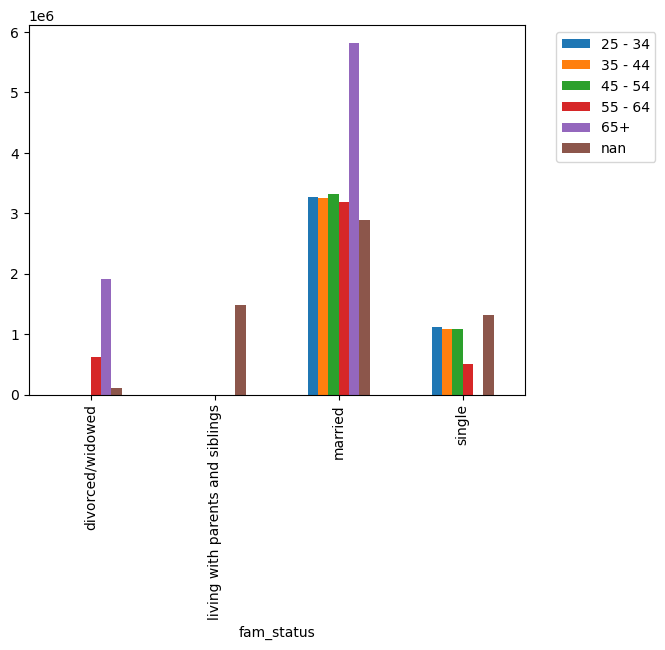 1e6
6
5
4
3
2
1
0
divorced/widowed
living with parents and siblings
married
single
fam_status
25 - 34
35 - 44
45 - 54
55 - 64
65+
nan